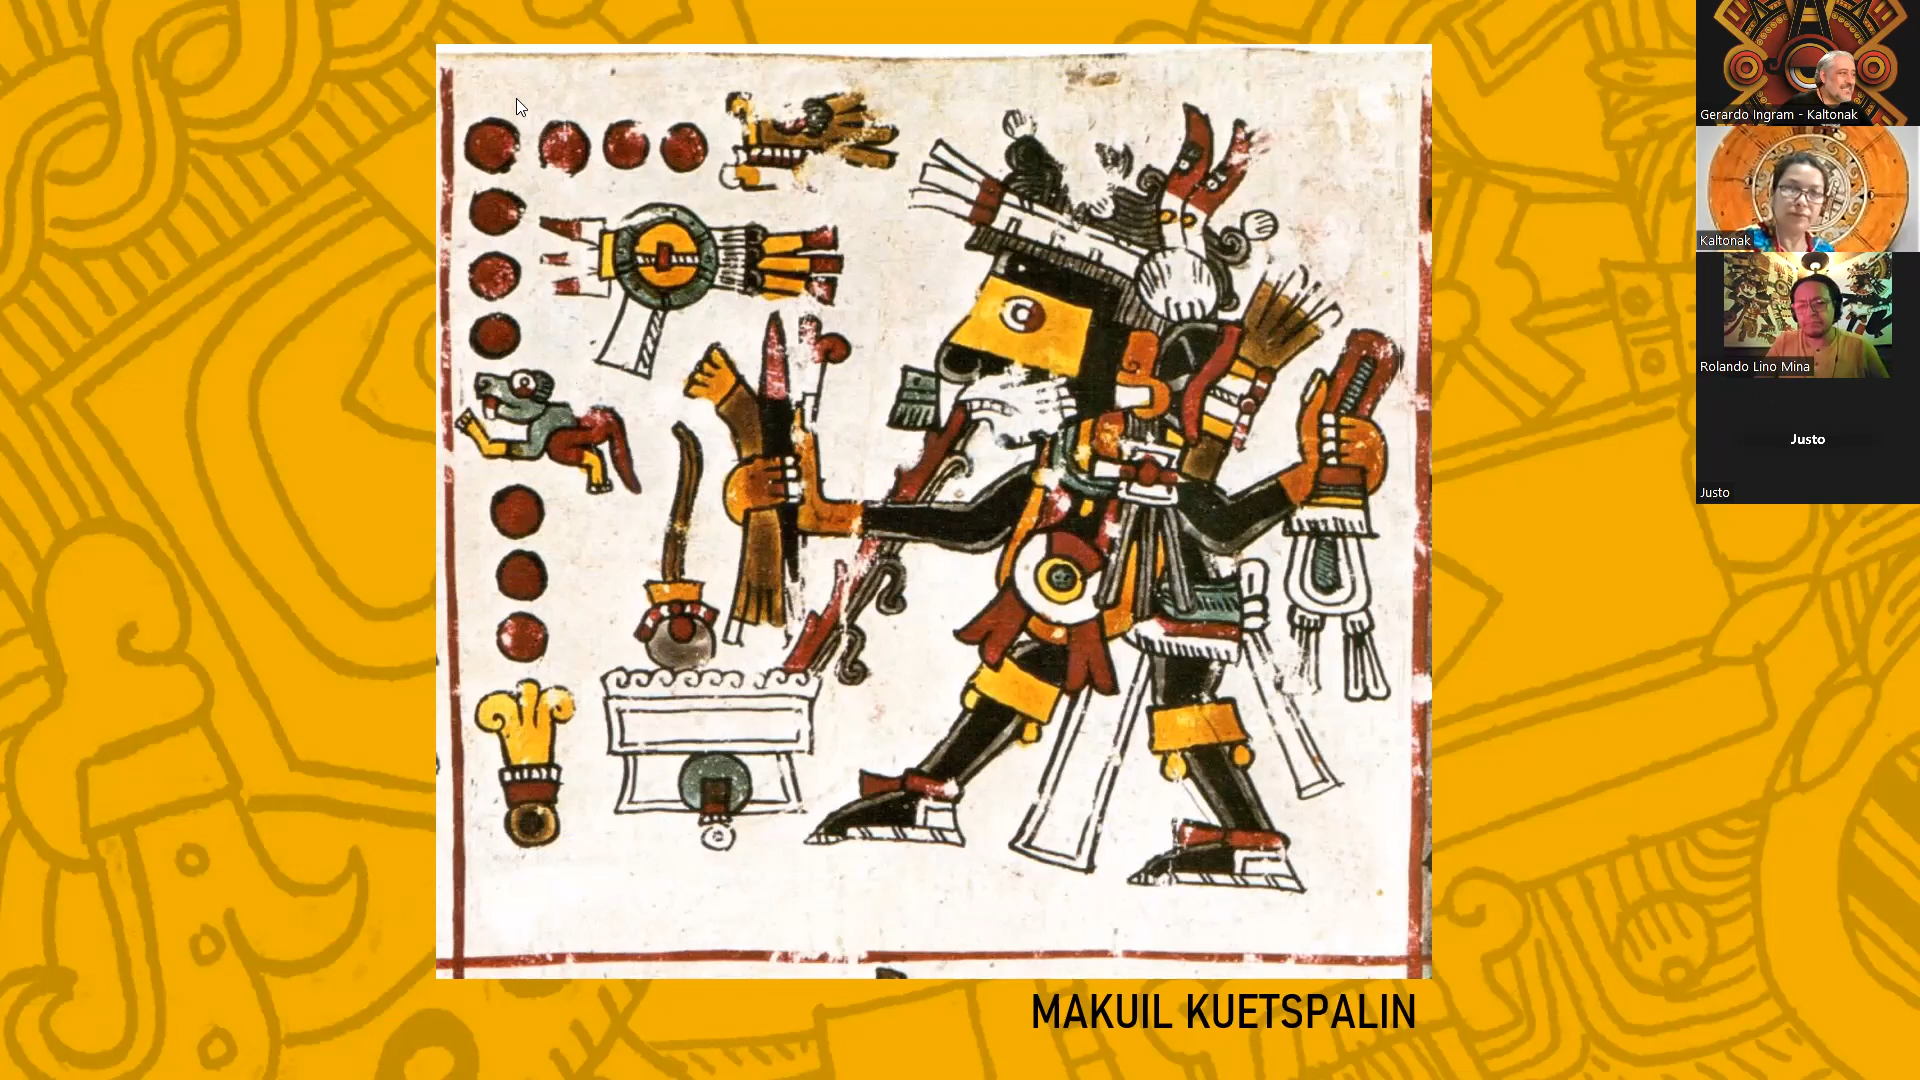 MAKUIL KUETSPALIN
Gerardo Ingram - Kaltonak
Kaltonak
Rolando Lino Mina
Justo
Justo